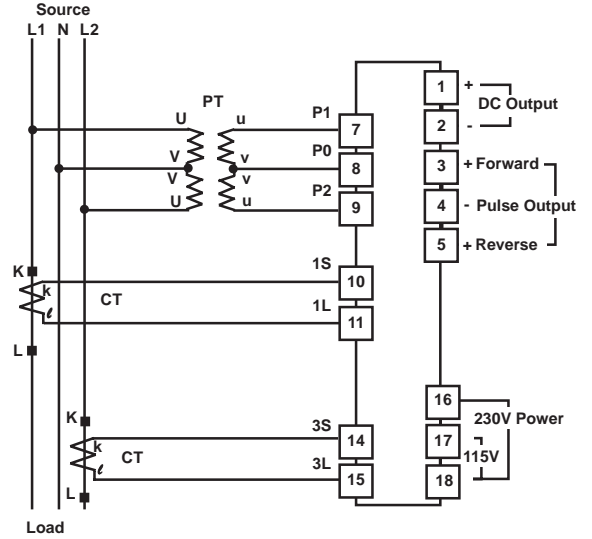 Source
L1 N L2
PT
U u P1 7
V v P0 8
V v
U u P2 9
1 +
DC Output
2 -
3 + Forward
4 - Pulse Output
5 + Reverse
K
k
ℓ
CT
1S 10
1L 11
L
K
k
ℓ
CT
3S 14
3L 15
L
16
230V Power
17
115V
18
Load